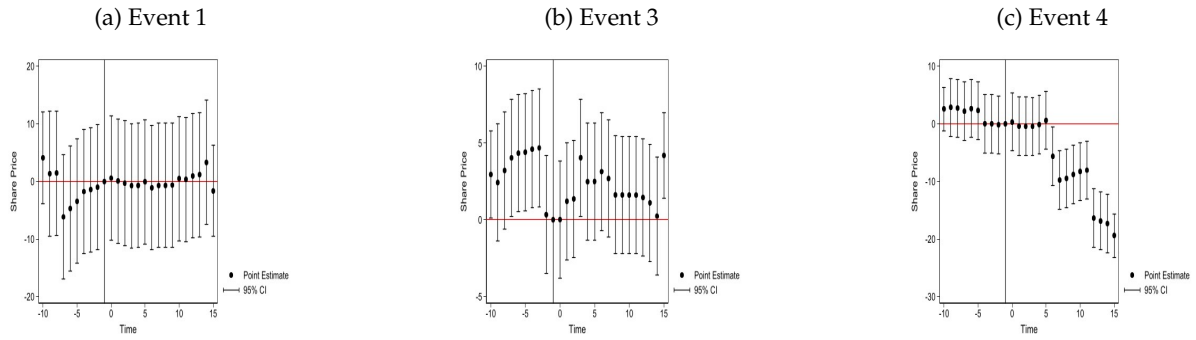 (a) Event 1
20
10
0
-10
-20
Share Price
-10 -5 0 5 10 15
Time
Point Estimate
95% CI
(b) Event 3
10
5
0
-5
Share Price
-10 -5 0 5 10 15
Time
Point Estimate
95% CI
(c) Event 4
10
0
-10
-20
-30
Share Price
-10 -5 0 5 10 15
Time
Point Estimate
95% CI